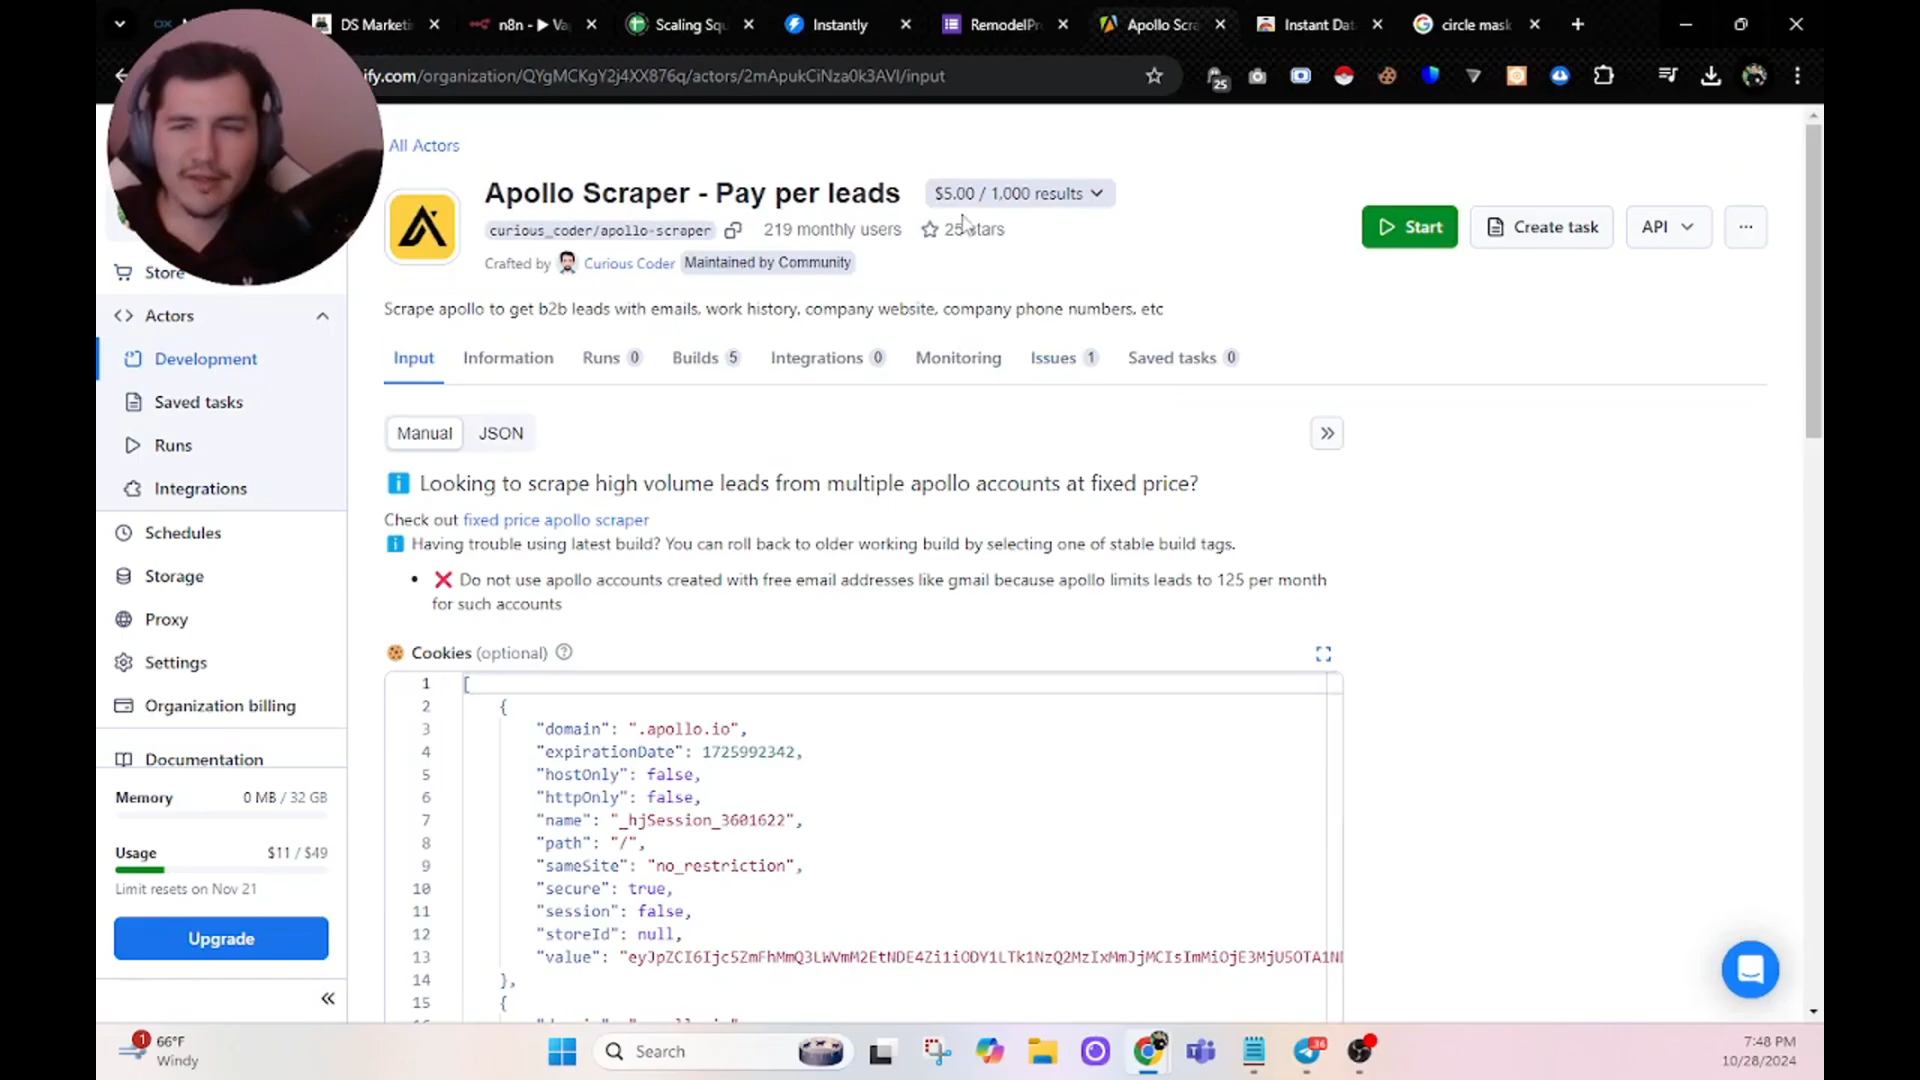 DS Marketi
n8n - ▶ Va
Scaling Squ
Instantly
RemodelPr
Apollo Scra
Instant Dat
circle mask
ify.com/organization/QYgMCKgY2j4XX876q/actors/2mApukCiNza0k3AVI/input
25
All Actors
Apollo Scraper - Pay per leads
$5.00 / 1,000 results
curious_coder/apollo-scraper
219 monthly users
25 stars
Crafted by Curious Coder
Maintained by Community
Start
Create task
API
Scrape apollo to get b2b leads with emails, work history, company website, company phone numbers, etc
Input
Information
Runs 0
Builds 5
Integrations 0
Monitoring
Issues 1
Saved tasks 0
Store
Actors
Development
Saved tasks
Runs
Integrations
Schedules
Storage
Proxy
Settings
Organization billing
Documentation
Memory 0 MB / 32 GB
Usage $11 / $49
Limit resets on Nov 21
Upgrade
Manual
JSON
Looking to scrape high volume leads from multiple apollo accounts at fixed price?
Check out fixed price apollo scraper
Having trouble using latest build? You can roll back to older working build by selecting one of stable build tags.
• ❌ Do not use apollo accounts created with free email addresses like gmail because apollo limits leads to 125 per month
for such accounts
Cookies (optional)
1 [
2 {
3 "domain": ".apollo.io",
4 "expirationDate": 1725992342,
5 "hostOnly": false,
6 "httpOnly": false,
7 "name": "_hjSession_3601622",
8 "path": "/",
9 "sameSite": "no_restriction",
10 "secure": true,
11 "session": false,
12 "storeId": null,
13 "value":
14 },
15 {
1
66°F
Windy
Search
36
7:48 PM
10/28/2024